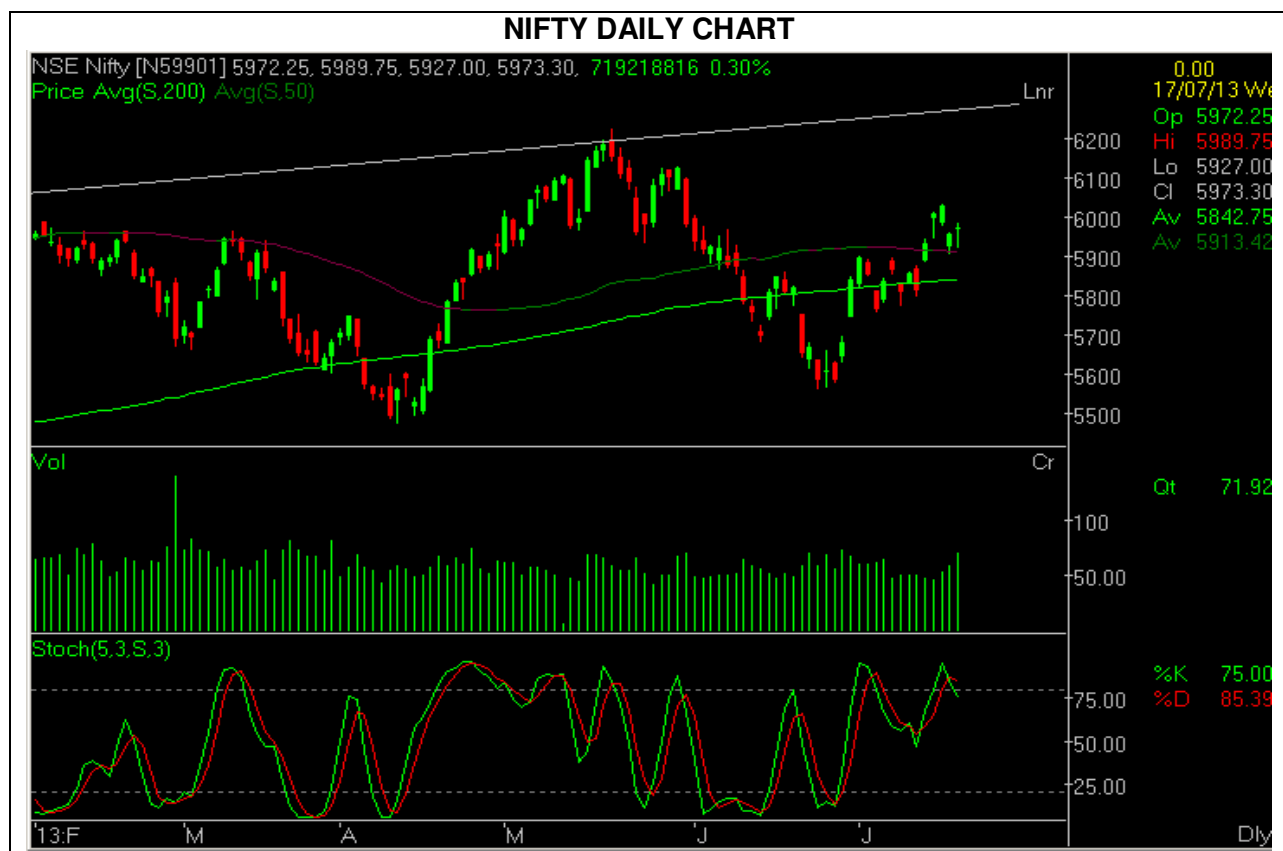 NIFTY DAILY CHART
NSE Nifty [N59901] 5972.25, 5989.75, 5927.00, 5973.30, 719218816 0.30%
Price Avg(S,200) Avg(S,50)
Lnr
0.00
17/07/13 We
Op 5972.25
Hi 5989.75
Lo 5927.00
Cl 5973.30
Av 5842.75
Av 5913.42
6200
6100
6000
5900
5800
5700
5600
5500
Vol
Cr
Qt 71.92
100
50.00
Stoch(5,3,S,3)
%K 75.00
%D 85.39
75.00
50.00
25.00
'13:F 'M 'A 'M 'J 'J
Dly